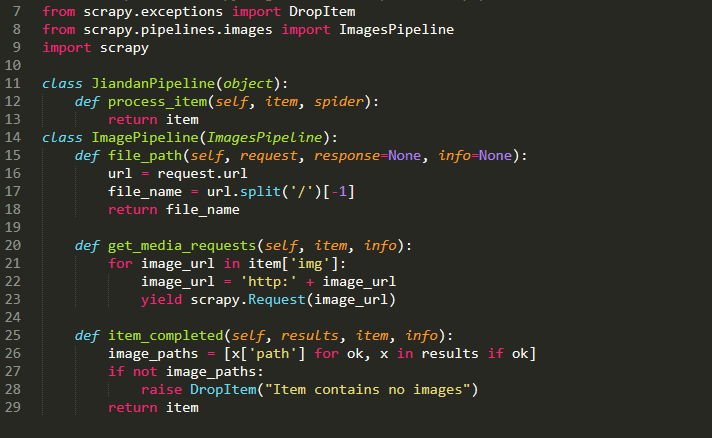 7 from scrapy.exceptions import DropItem
8 from scrapy.pipelines.images import ImagesPipeline
9 import scrapy
10
11 class JiandanPipeline(object):
12     def process_item(self, item, spider):
13         return item
14 class ImagePipeline(ImagesPipeline):
15     def file_path(self, request, response=None, info=None):
16         url = request.url
17         file_name = url.split('/')[-1]
18         return file_name
19
20     def get_media_requests(self, item, info):
21         for image_url in item['img']:
22             image_url = 'http:' + image_url
23             yield scrapy.Request(image_url)
24
25     def item_completed(self, results, item, info):
26         image_paths = [x['path'] for ok, x in results if ok]
27         if not image_paths:
28             raise DropItem("Item contains no images")
29         return item